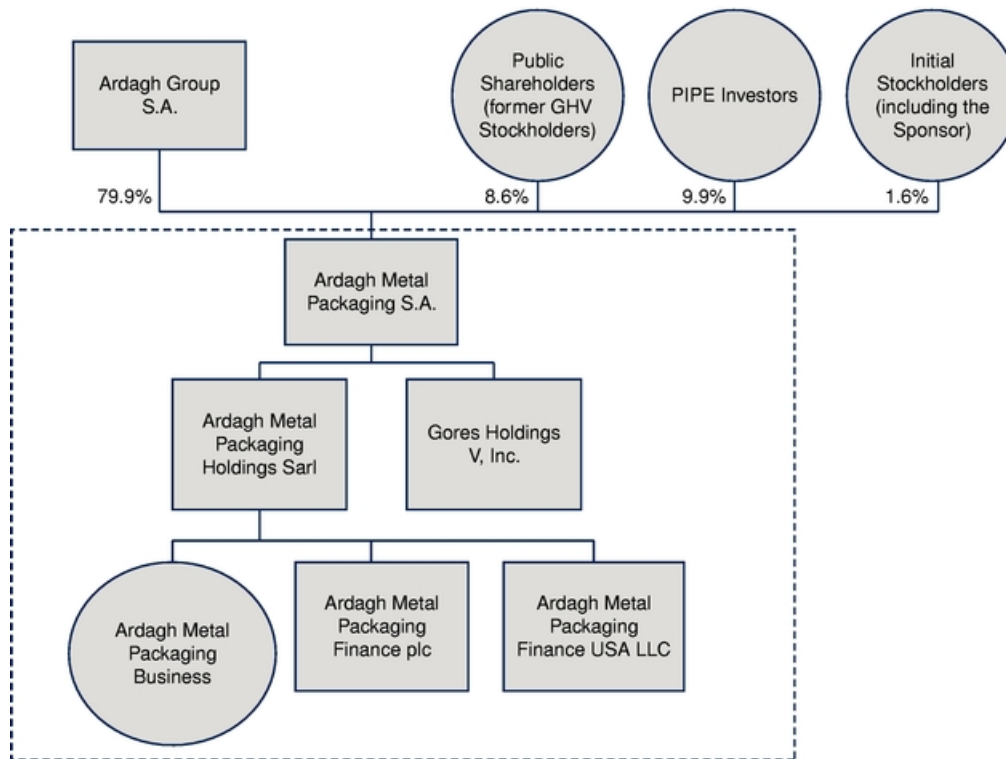 Ardagh Group
S.A.
Public
Shareholders
(former GHV
Stockholders)
PIPE Investors
Initial
Stockholders
(including the
Sponsor)
79.9%
8.6%
9.9%
1.6%
Ardagh Metal
Packaging S.A.
Ardagh Metal
Packaging
Holdings Sarl
Gores Holdings
V, Inc.
Ardagh Metal
Packaging
Business
Ardagh Metal
Packaging
Finance plc
Ardagh Metal
Packaging
Finance USA LLC